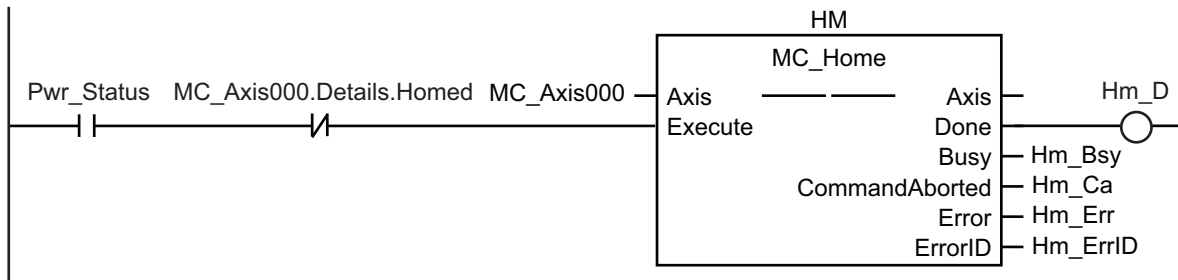 HM
MC_Home
Pwr_Status MC_Axis000.Details.Homed MC_Axis000 Axis Axis Hm_D
Execute Done
Busy Hm_Bsy
CommandAborted Hm_Ca
Error Hm_Err
ErrorID Hm_ErrID